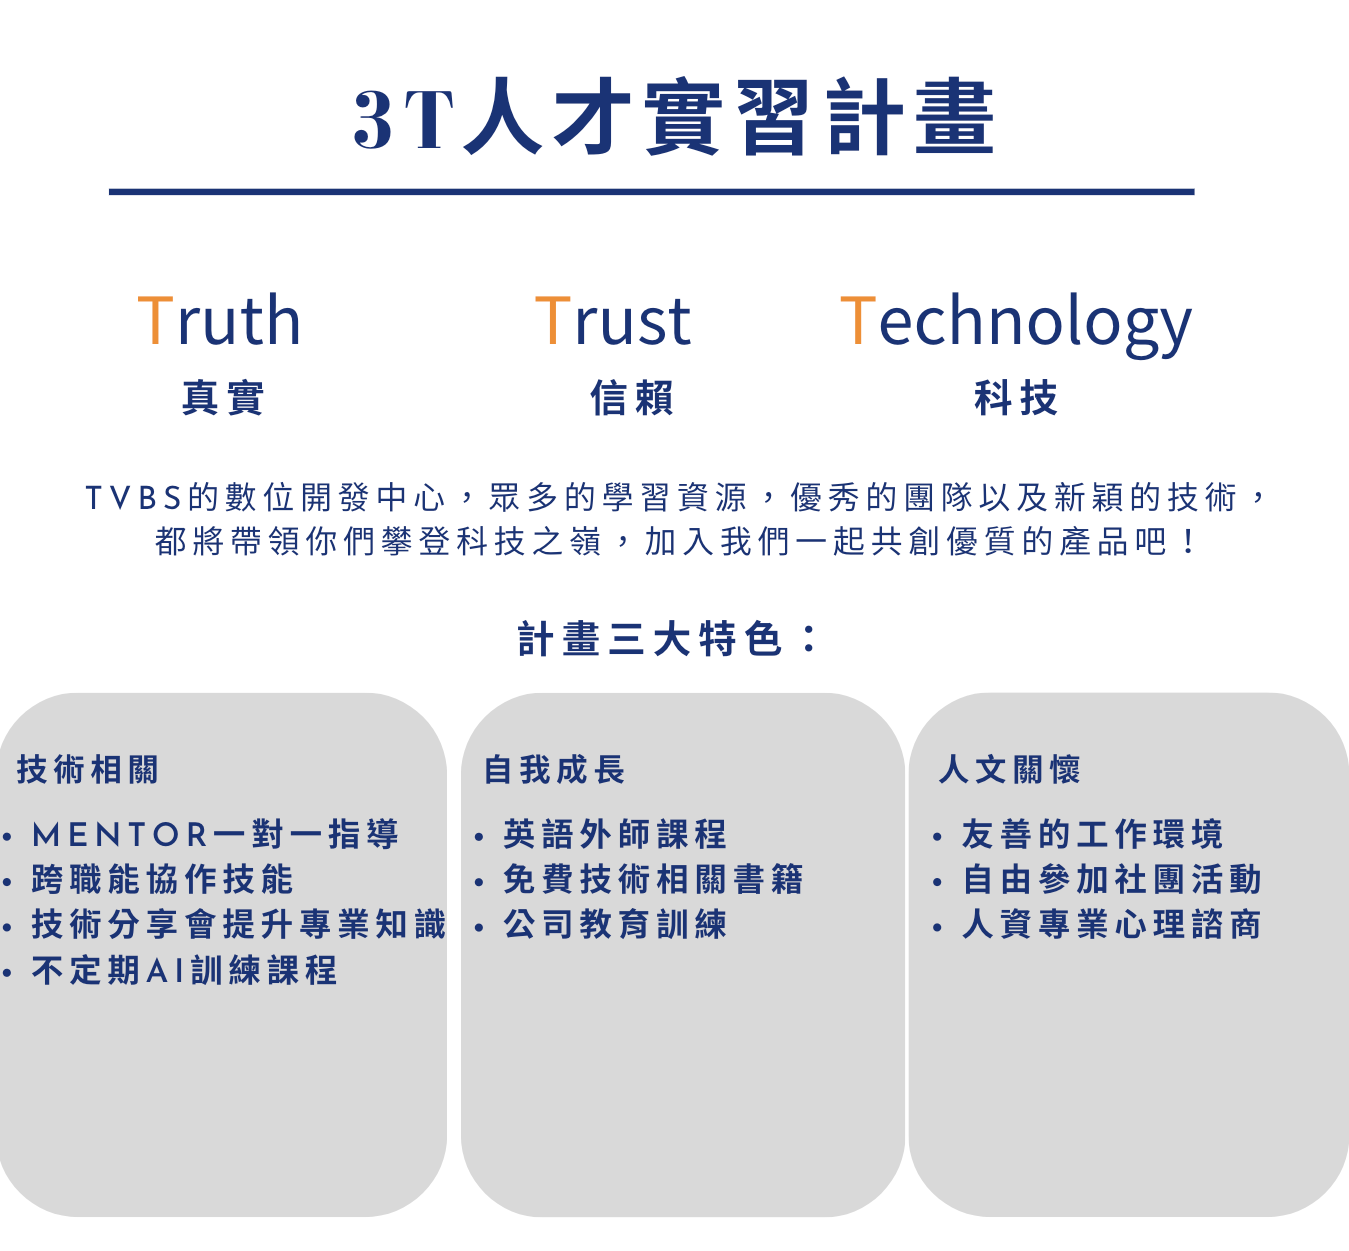 3T人才實習計畫
Truth
Trust
Technology
真實
信賴
科技
TVBS的數位開發中心，眾多的學習資源，優秀的團隊以及新穎的技術，
都將帶領你們攀登科技之嶺，加入我們一起共創優質的產品吧！
計畫三大特色：
技術相關
• MENTOR一對一指導
• 跨職能協作技能
• 技術分享會提升專業知識
• 不定期AI訓練課程
自我成長
• 英語外師課程
• 免費技術相關書籍
• 公司教育訓練
人文關懷
• 友善的工作環境
• 自由參加社團活動
• 人資專業心理諮商